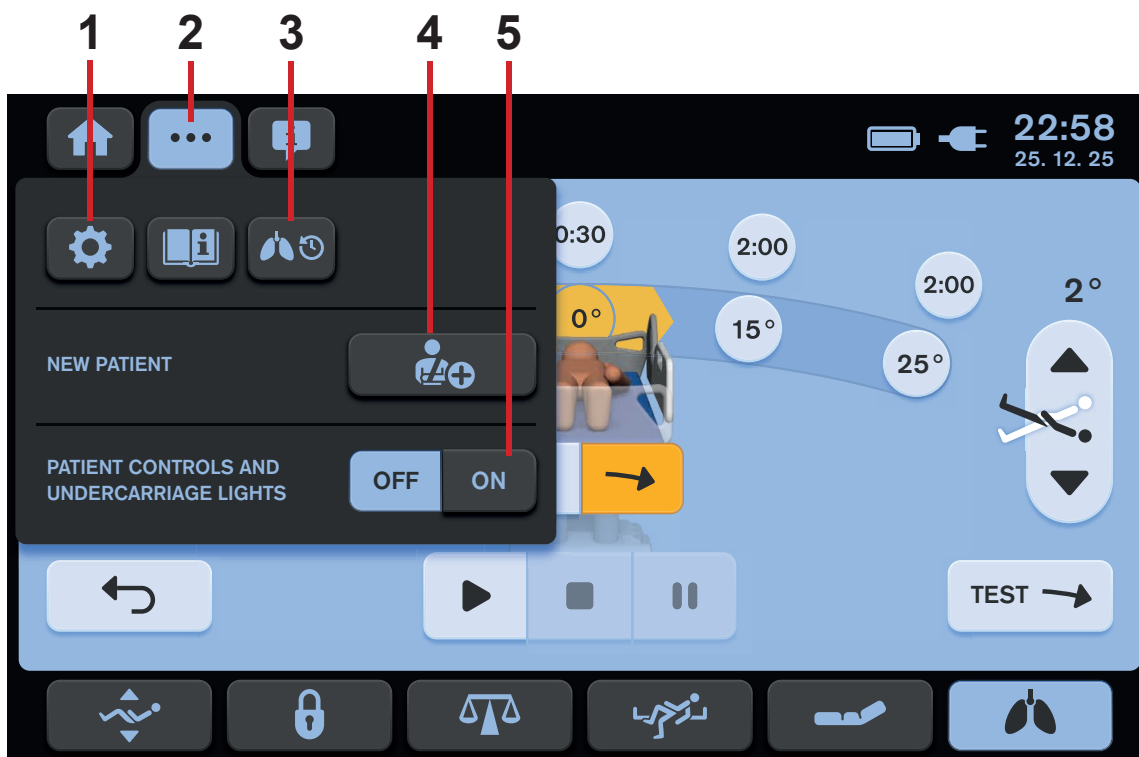 1 2 3 4 5
22:58
25. 12. 25
0:30
2:00
2:00
2°
0°
15°
25°
NEW PATIENT
PATIENT CONTROLS AND
UNDERCARRIAGE LIGHTS
OFF ON
TEST